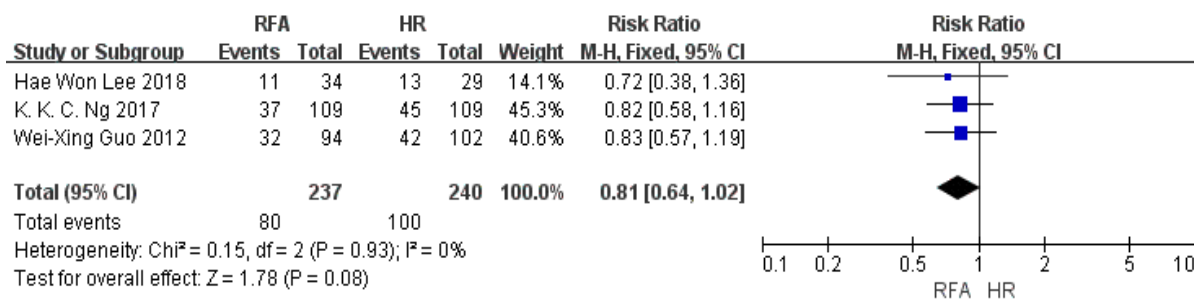 RFA HR Risk Ratio Risk Ratio
Study or Subgroup Events Total Events Total Weight M-H, Fixed, 95% CI M-H, Fixed, 95% CI
Hae Won Lee 2018 11 34 13 29 14.1% 0.72 [0.38, 1.36]
K. K. C. Ng 2017 37 109 45 109 45.3% 0.82 [0.58, 1.16]
Wei-Xing Guo 2012 32 94 42 102 40.6% 0.83 [0.57, 1.19]
Total (95% CI) 237 240 100.0% 0.81 [0.64, 1.02]
Total events 80 100
Heterogeneity: Chi² = 0.15, df = 2 (P = 0.93); I² = 0%
Test for overall effect: Z = 1.78 (P = 0.08)
0.1 0.2 0.5 1 2 5 10
RFA HR